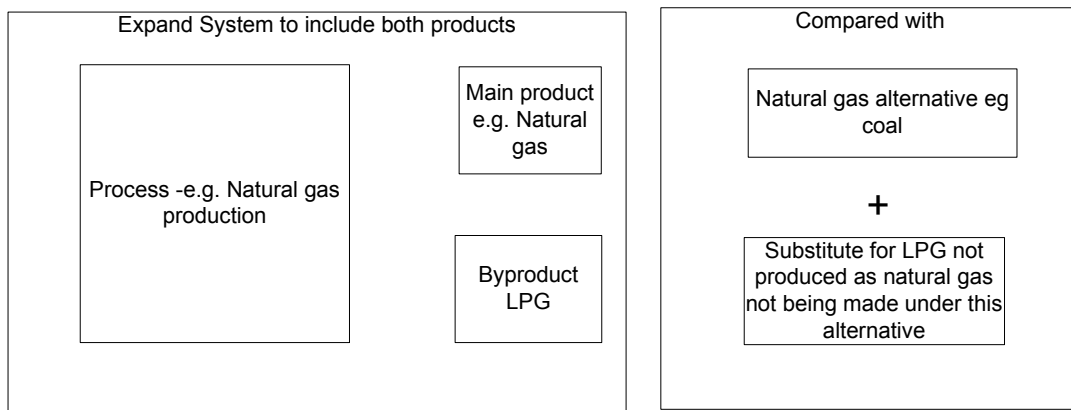 Expand System to include both products
Process -e.g. Natural gas
production
Main product
e.g. Natural
gas
Byproduct
LPG
Compared with
Natural gas alternative eg
coal
+
Substitute for LPG not
produced as natural gas
not being made under this
alternative